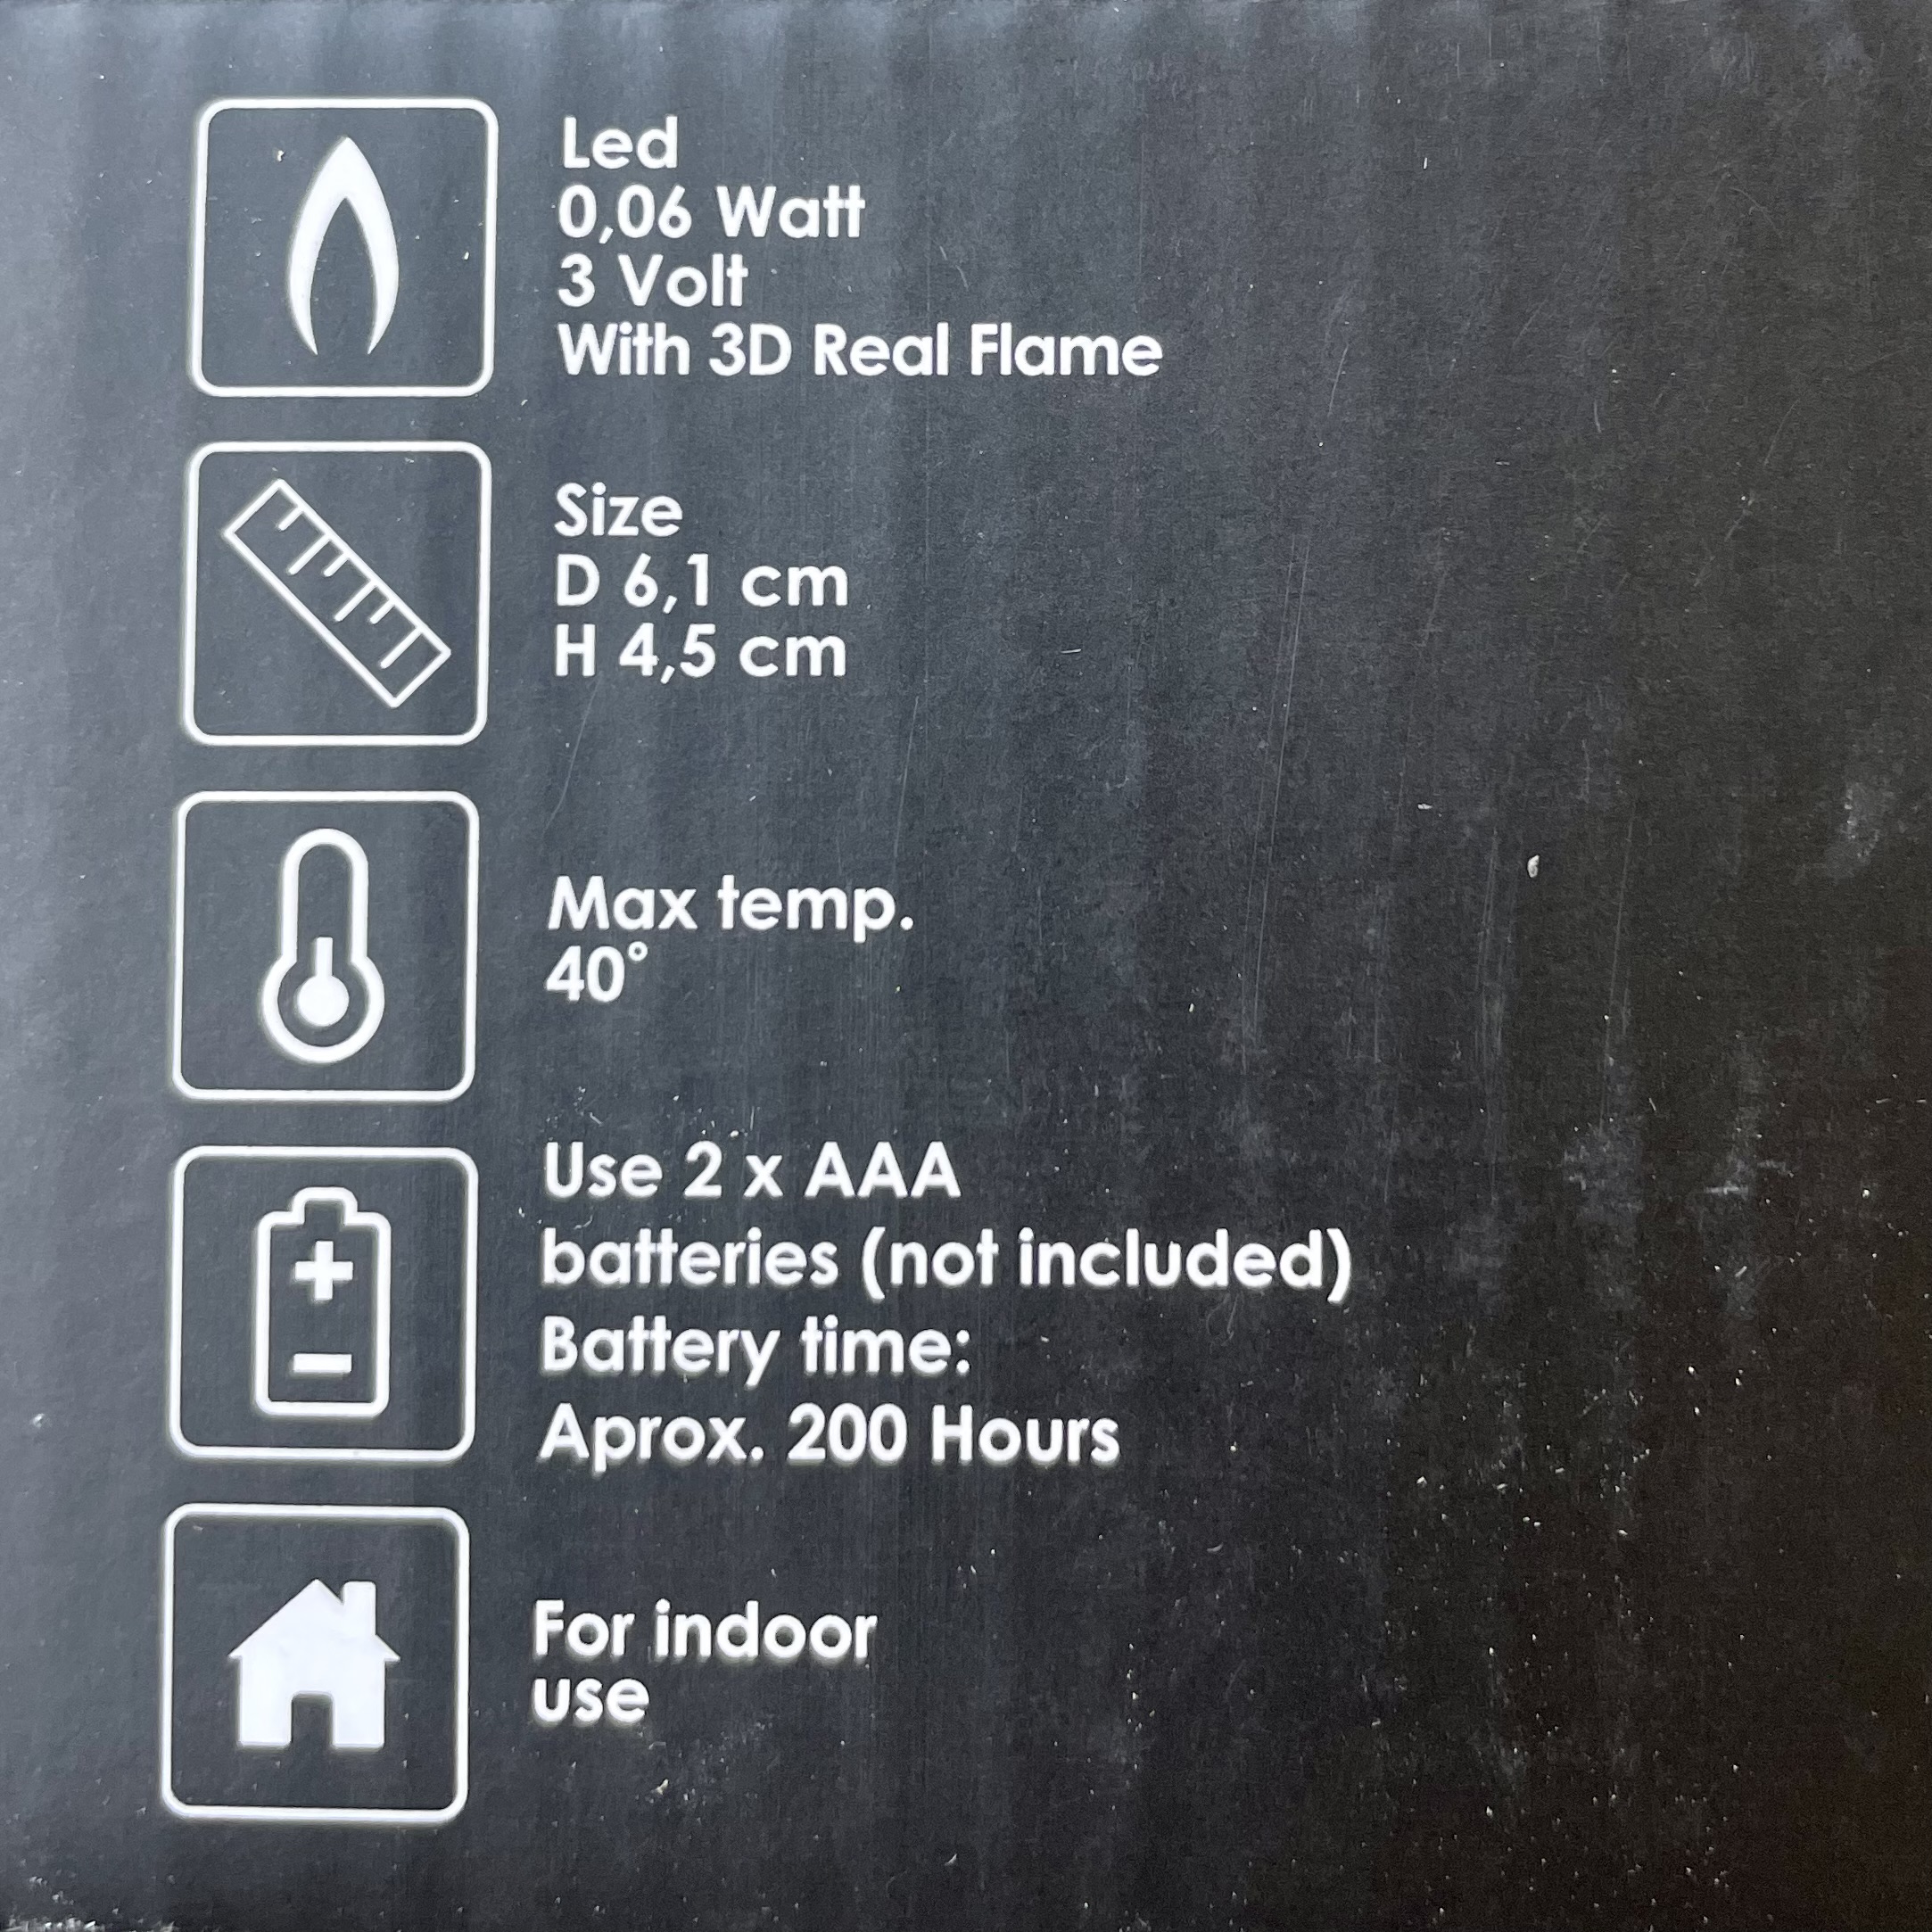 Led
0,06 Watt
3 Volt
With 3D Real Flame
Size
D 6,1 cm
H 4,5 cm
Max temp.
40°
Use 2 x AAA
batteries (not included)
Battery time:
Aprox. 200 Hours
For indoor
use